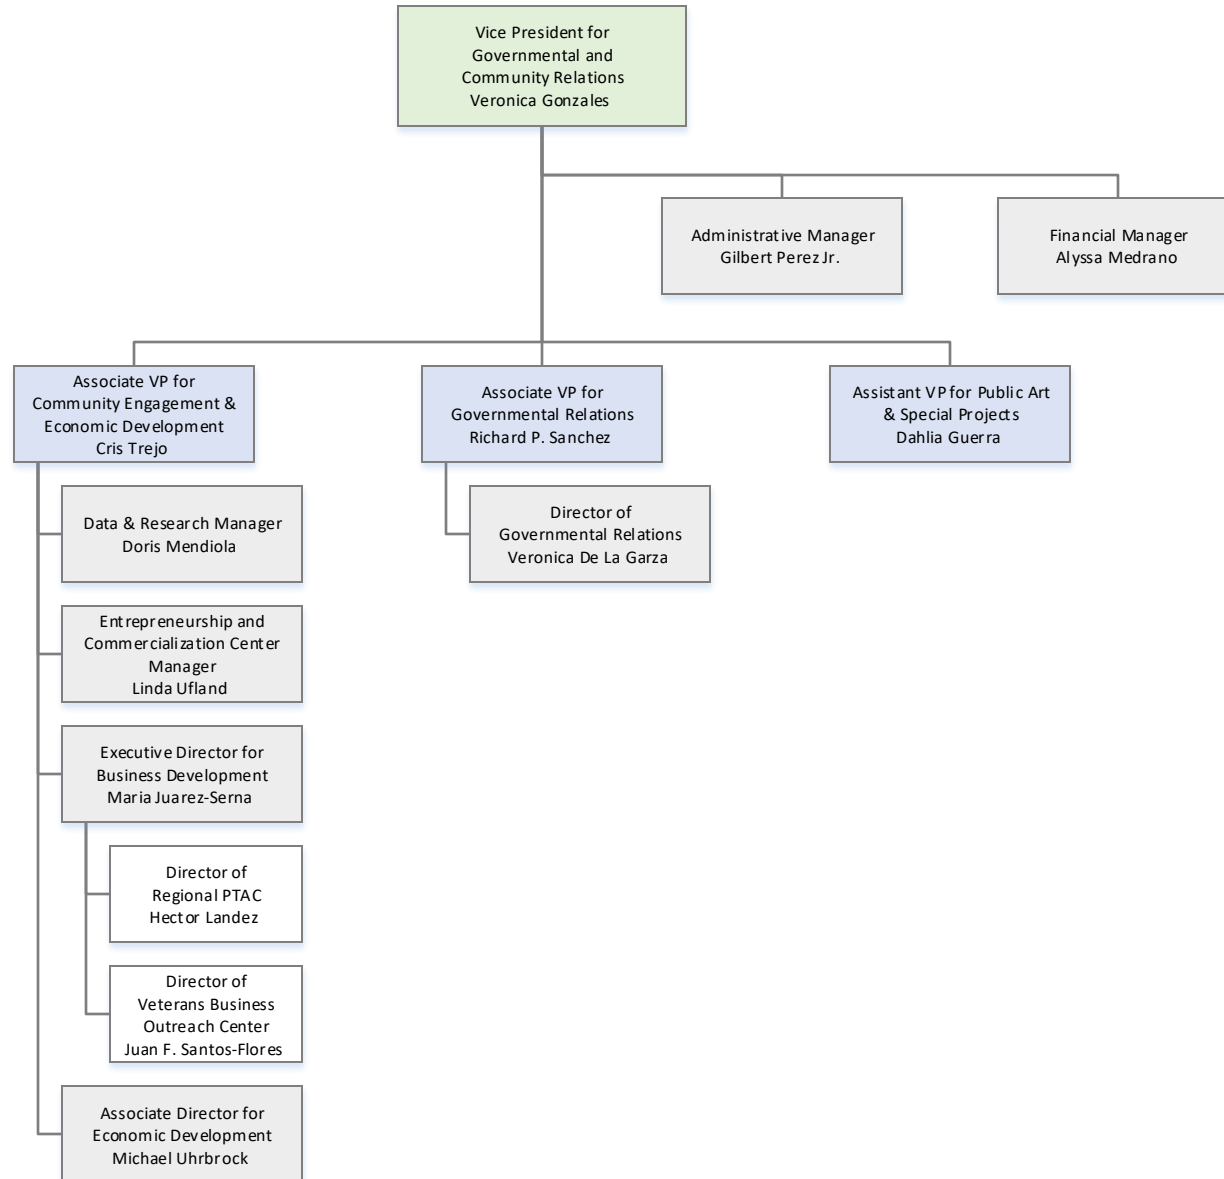 Vice President for
Governmental and
Community Relations
Veronica Gonzales
Administrative Manager
Gilbert Perez Jr.
Financial Manager
Alyssa Medrano
Associate VP for
Community Engagement &
Economic Development
Cris Trejo
Associate VP for
Governmental Relations
Richard P. Sanchez
Assistant VP for Public Art
& Special Projects
Dahlia Guerra
Data & Research Manager
Doris Mendiola
Director of
Governmental Relations
Veronica De La Garza
Entrepreneurship and
Commercialization Center
Manager
Linda Ufland
Executive Director for
Business Development
Maria Juarez-Serna
Director of
Regional PTAC
Hector Landez
Director of
Veterans Business
Outreach Center
Juan F. Santos-Flores
Associate Director for
Economic Development
Michael Uhrbrock